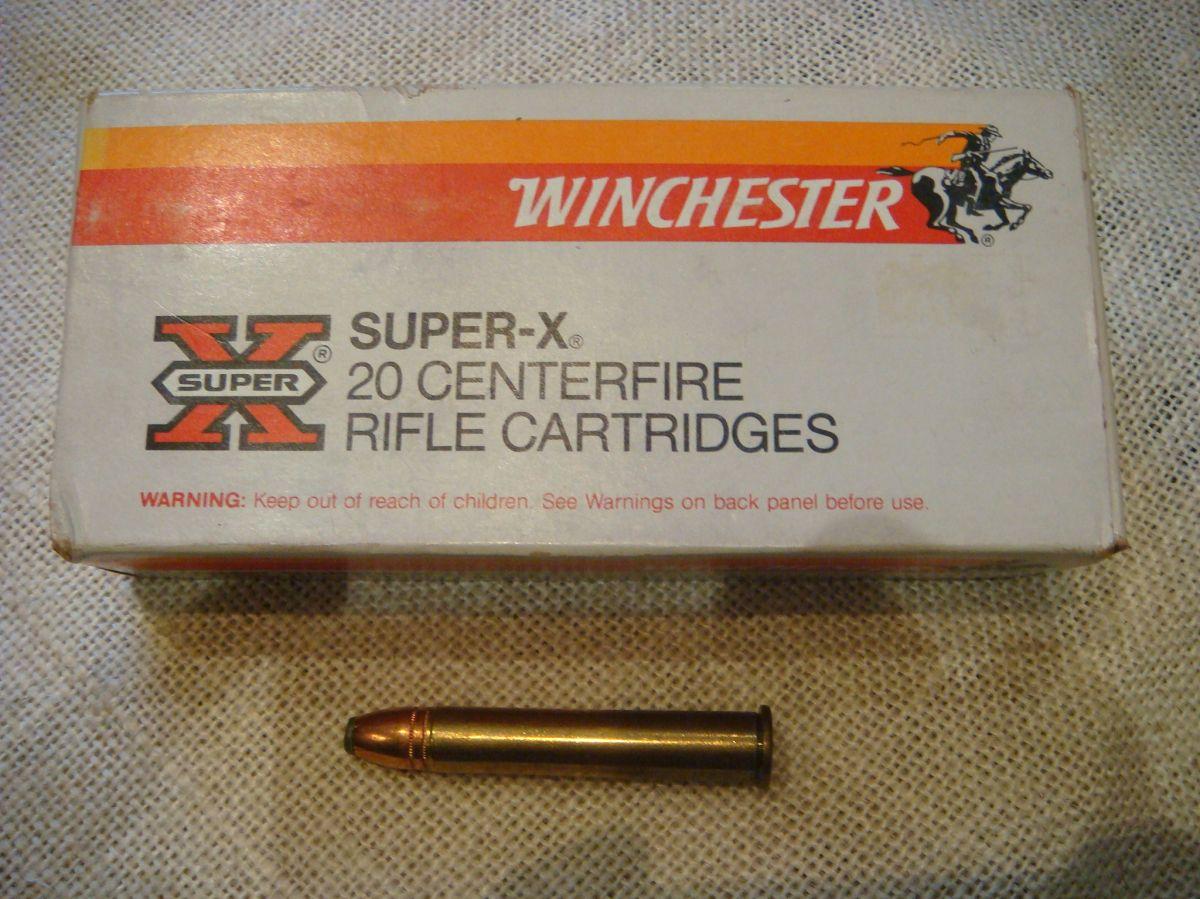 WINCHESTER
®
SUPER-X®
X SUPER ®
20 CENTERFIRE
RIFLE CARTRIDGES
WARNING: Keep out of reach of children. See Warnings on back panel before use.